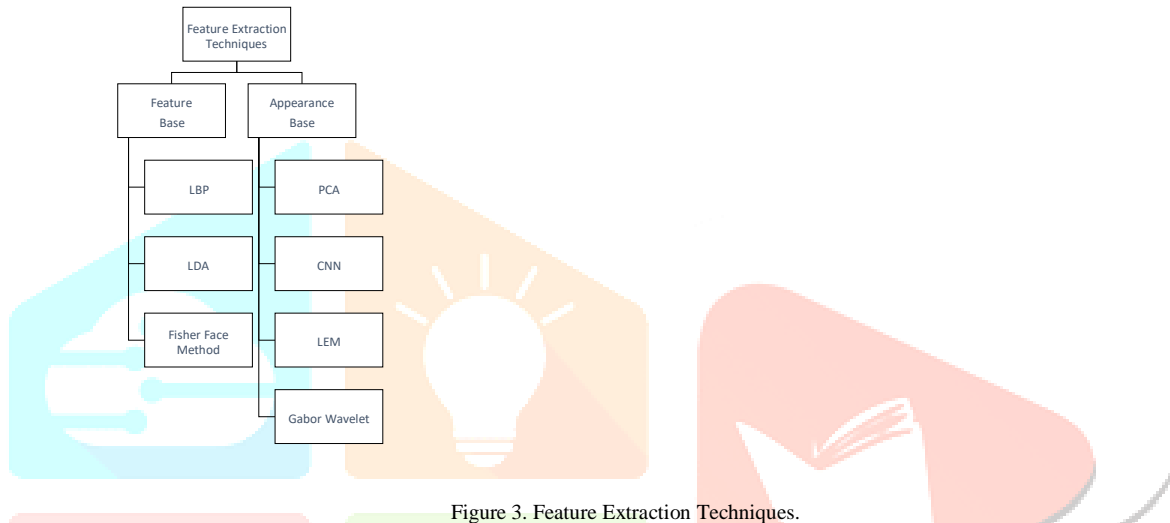 Feature Extraction
Techniques
Feature
Base
Appearance
Base
LBP
PCA
LDA
CNN
Fisher Face
Method
LEM
Gabor Wavelet
Figure 3. Feature Extraction Techniques.